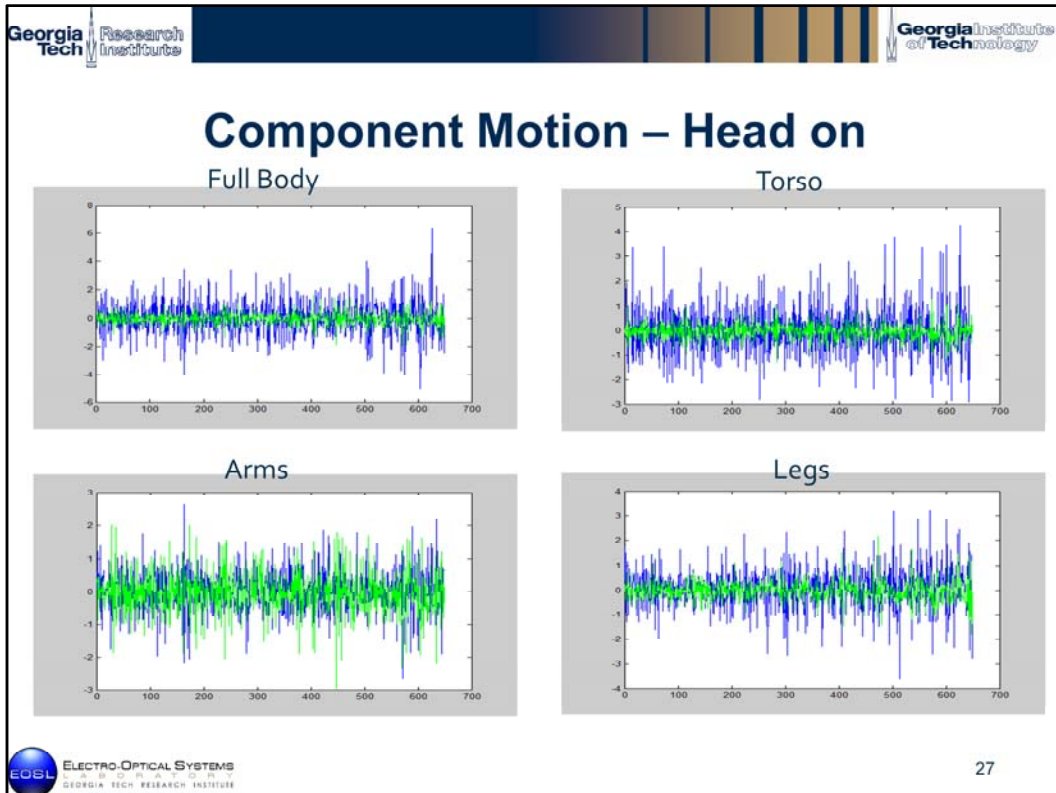 Georgia Research
Tech Institute
Georgia Institute
of Technology
Component Motion – Head on
Full Body
8
6
4
2
0
-2
-4
-6
0 100 200 300 400 500 600 700
Torso
5
4
3
2
1
0
-1
-2
-3
0 100 200 300 400 500 600 700
Arms
3
2
1
0
-1
-2
-3
0 100 200 300 400 500 600 700
Legs
4
3
2
1
0
-1
-2
-3
-4
0 100 200 300 400 500 600 700
EOSL
ELECTRO-OPTICAL SYSTEMS
LABORATORY
GEORGIA TECH RESEARCH INSTITUTE
27